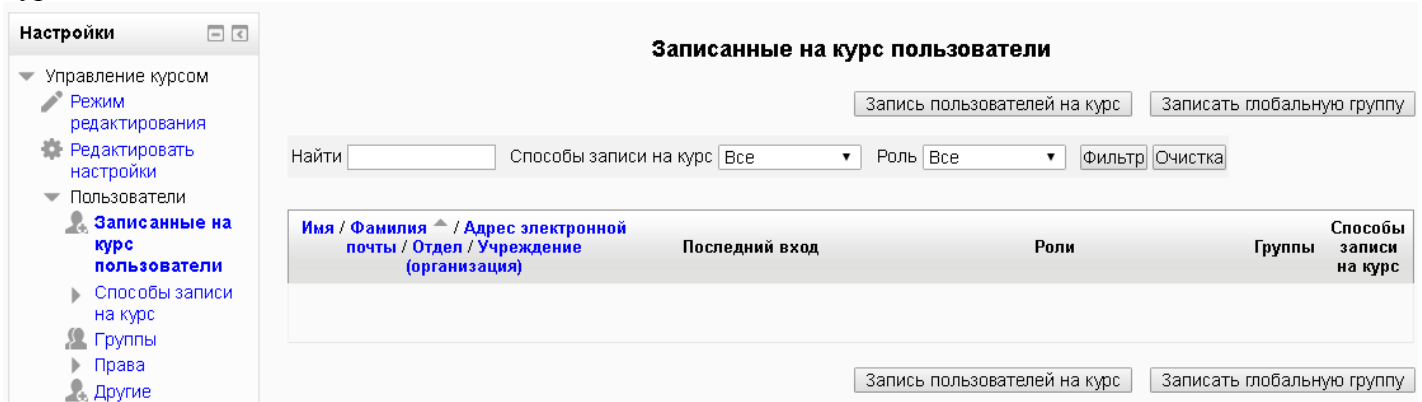 Настройки
Управление курсом
Режим
редактирования
Редактировать
настройки
Пользователи
Записанные на
курс
пользователи
Способы записи
на курс
Группы
Права
Другие
Записанные на курс пользователи
Запись пользователей на курс Записать глобальную группу
Найти Способы записи на курс Все Роль Все Фильтр Очистка
Имя / Фамилия / Адрес электронной
почты / Отдел / Учреждение
(организация)
Последний вход
Роли
Группы
Способы
записи
на курс
Запись пользователей на курс Записать глобальную группу